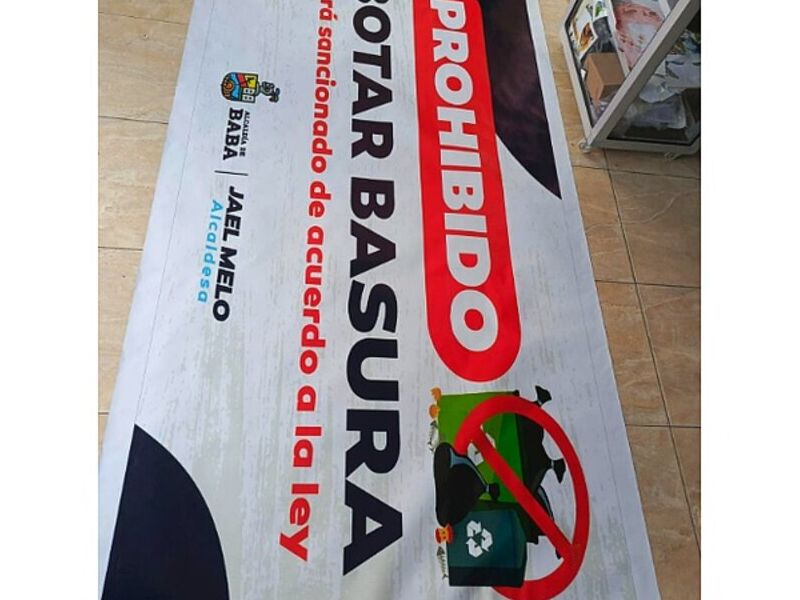 PROHIBIDO
BOTAR BASURA
rá sancionado de acuerdo a la ley
ALCALDÍA DE
BABA
JAEL MELO
Alcaldesa